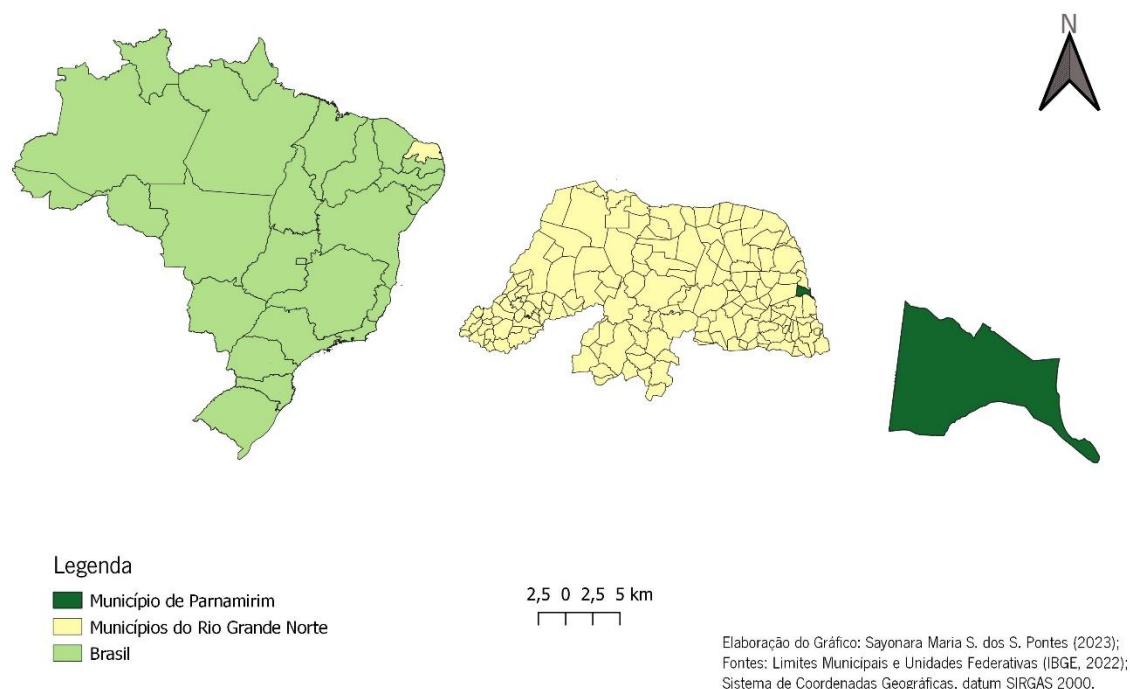 N
Legenda
Município de Parnamirim
Municípios do Rio Grande Norte
Brasil
2,5 0 2,5 5 km
Elaboração do Gráfico: Sayonara Maria S. dos S. Pontes (2023);
Fontes: Limites Municipais e Unidades Federativas (IBGE, 2022);
Sistema de Coordenadas Geográficas, datum SIRGAS 2000.